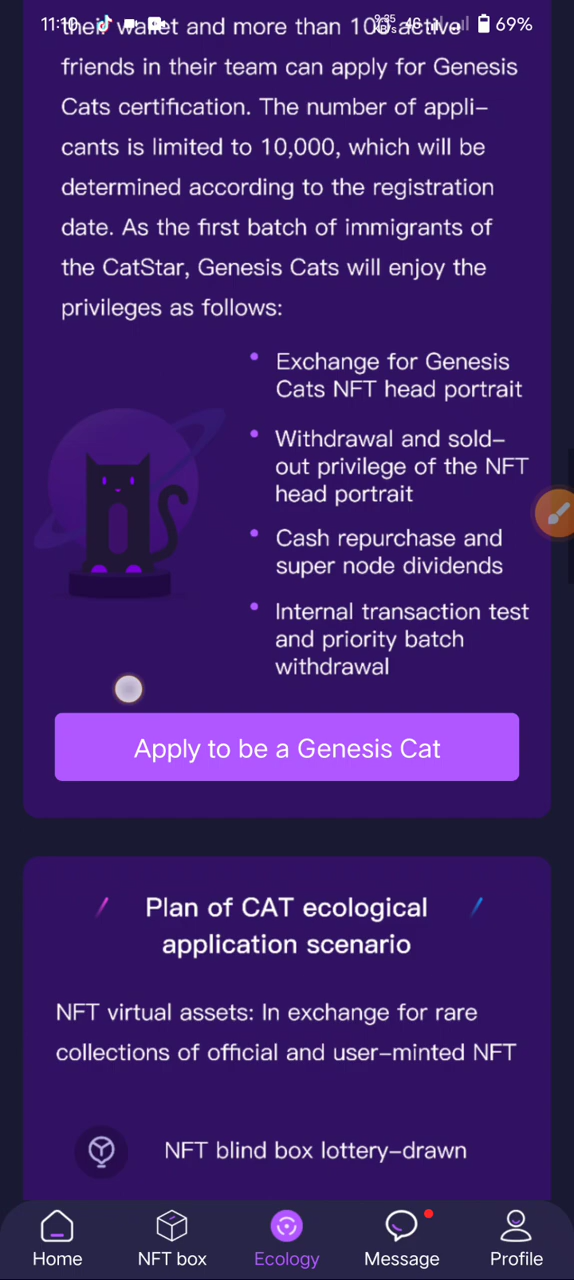 11:10
69%
their wallet and more than 100 active
friends in their team can apply for Genesis
Cats certification. The number of appli-
cants is limited to 10,000, which will be
determined according to the registration
date. As the first batch of immigrants of
the CatStar, Genesis Cats will enjoy the
privileges as follows:
Exchange for Genesis
Cats NFT head portrait
Withdrawal and sold-
out privilege of the NFT
head portrait
Cash repurchase and
super node dividends
Internal transaction test
and priority batch
withdrawal
Apply to be a Genesis Cat
Plan of CAT ecological
application scenario
NFT virtual assets: In exchange for rare
collections of official and user-minted NFT
NFT blind box lottery-drawn
Home
NFT box
Ecology
Message
Profile